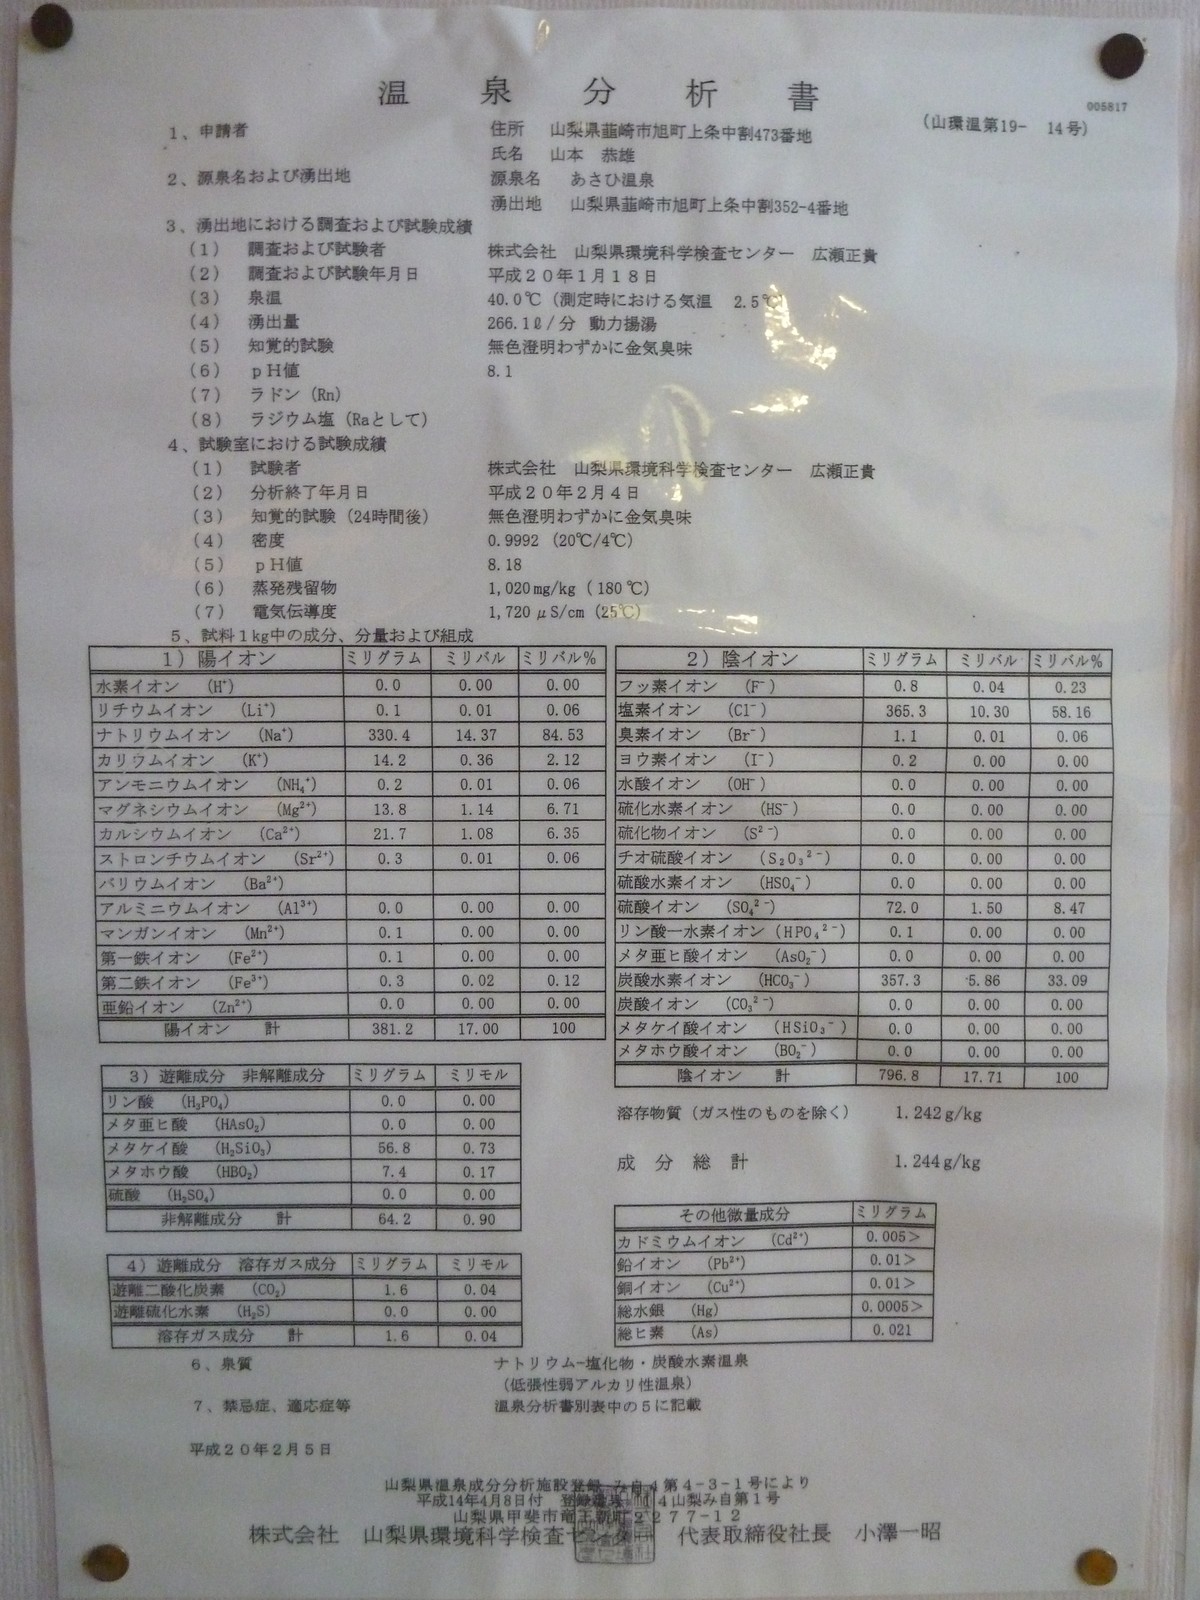 温泉分析書
005817
(山環温第19- 14号)
1、申請者 住所 山梨県韮崎市旭町上条中割473番地
氏名 山本 恭雄
2、源泉名および湧出地 源泉名 あさひ温泉
湧出地 山梨県韮崎市旭町上条中割352-4番地
3、湧出地における調査および試験成績
(1) 調査および試験者 株式会社 山梨県環境科学検査センター 広瀬正貴
(2) 調査および試験年月日 平成20年1月18日
(3) 泉温 40.0℃ (測定時における気温 2.5℃)
(4) 湧出量 266.1ℓ/分 動力揚湯
(5) 知覚的試験 無色澄明わずかに金気臭味
(6) pH値 8.1
(7) ラドン (Rn)
(8) ラジウム塩 (Raとして)
4、試験室における試験成績
(1) 試験者 株式会社 山梨県環境科学検査センター 広瀬正貴
(2) 分析終了年月日 平成20年2月4日
(3) 知覚的試験 (24時間後) 無色澄明わずかに金気臭味
(4) 密度 0.9992 (20℃/4℃)
(5) pH値 8.18
(6) 蒸発残留物 1,020mg/kg (180℃)
(7) 電気伝導度 1,720μS/cm (25℃)
5、試料1kg中の成分、分量および組成
1) 陽イオン ミリグラム ミリバル ミリバル%
水素イオン (H⁺) 0.0 0.00 0.00
リチウムイオン (Li⁺) 0.1 0.01 0.06
ナトリウムイオン (Na⁺) 330.4 14.37 84.53
カリウムイオン (K⁺) 14.2 0.36 2.12
アンモニウムイオン (NH₄⁺) 0.2 0.01 0.06
マグネシウムイオン (Mg²⁺) 13.8 1.14 6.71
カルシウムイオン (Ca²⁺) 21.7 1.08 6.35
ストロンチウムイオン (Sr²⁺) 0.3 0.01 0.06
バリウムイオン (Ba²⁺)
アルミニウムイオン (Al³⁺) 0.0 0.00 0.00
マンガンイオン (Mn²⁺) 0.1 0.00 0.00
第一鉄イオン (Fe²⁺) 0.1 0.00 0.00
第二鉄イオン (Fe³⁺) 0.3 0.02 0.12
亜鉛イオン (Zn²⁺) 0.0 0.00 0.00
陽イオン 計 381.2 17.00 100
2) 陰イオン ミリグラム ミリバル ミリバル%
フッ素イオン (F⁻) 0.8 0.04 0.23
塩素イオン (Cl⁻) 365.3 10.30 58.16
臭素イオン (Br⁻) 1.1 0.01 0.06
ヨウ素イオン (I⁻) 0.2 0.00 0.00
水酸イオン (OH⁻) 0.0 0.00 0.00
硫化水素イオン (HS⁻) 0.0 0.00 0.00
硫化物イオン (S²⁻) 0.0 0.00 0.00
チオ硫酸イオン (S₂O₃²⁻) 0.0 0.00 0.00
硫酸水素イオン (HSO₄⁻) 0.0 0.00 0.00
硫酸イオン (SO₄²⁻) 72.0 1.50 8.47
リン酸一水素イオン (HPO₄²⁻) 0.1 0.00 0.00
メタ亜ヒ酸イオン (AsO₂⁻) 0.0 0.00 0.00
炭酸水素イオン (HCO₃⁻) 357.3 5.86 33.09
炭酸イオン (CO₃²⁻) 0.0 0.00 0.00
メタケイ酸イオン (HSiO₃⁻) 0.0 0.00 0.00
メタホウ酸イオン (BO₂⁻) 0.0 0.00 0.00
陰イオン 計 796.8 17.71 100
3) 遊離成分 非解離成分 ミリグラム ミリモル
リン酸 (H₃PO₄) 0.0 0.00
メタ亜ヒ酸 (HAsO₂) 0.0 0.00
メタケイ酸 (H₂SiO₃) 56.8 0.73
メタホウ酸 (HBO₂) 7.4 0.17
硫酸 (H₂SO₄) 0.0 0.00
非解離成分 計 64.2 0.90
4) 遊離成分 溶存ガス成分 ミリグラム ミリモル
遊離二酸化炭素 (CO₂) 1.6 0.04
遊離硫化水素 (H₂S) 0.0 0.00
溶存ガス成分 計 1.6 0.04
溶存物質 (ガス性のものを除く) 1.242g/kg
成分総計 1.244g/kg
その他微量成分 ミリグラム
カドミウムイオン (Cd²⁺) 0.005>
鉛イオン (Pb²⁺) 0.01>
銅イオン (Cu²⁺) 0.01>
総水銀 (Hg) 0.0005>
総ヒ素 (As) 0.021
6、泉質 ナトリウム-塩化物・炭酸水素温泉
(低張性弱アルカリ性温泉)
7、禁忌症、適応症等 温泉分析書別表中の5に記載
平成20年2月5日
山梨県温泉成分分析施設登録 み自4第4-3-1号により
平成14年4月8日付 登録番号 4山梨み自第1号
山梨県甲斐市竜王新町2277-12
株式会社 山梨県環境科学検査センター 代表取締役社長 小澤一昭